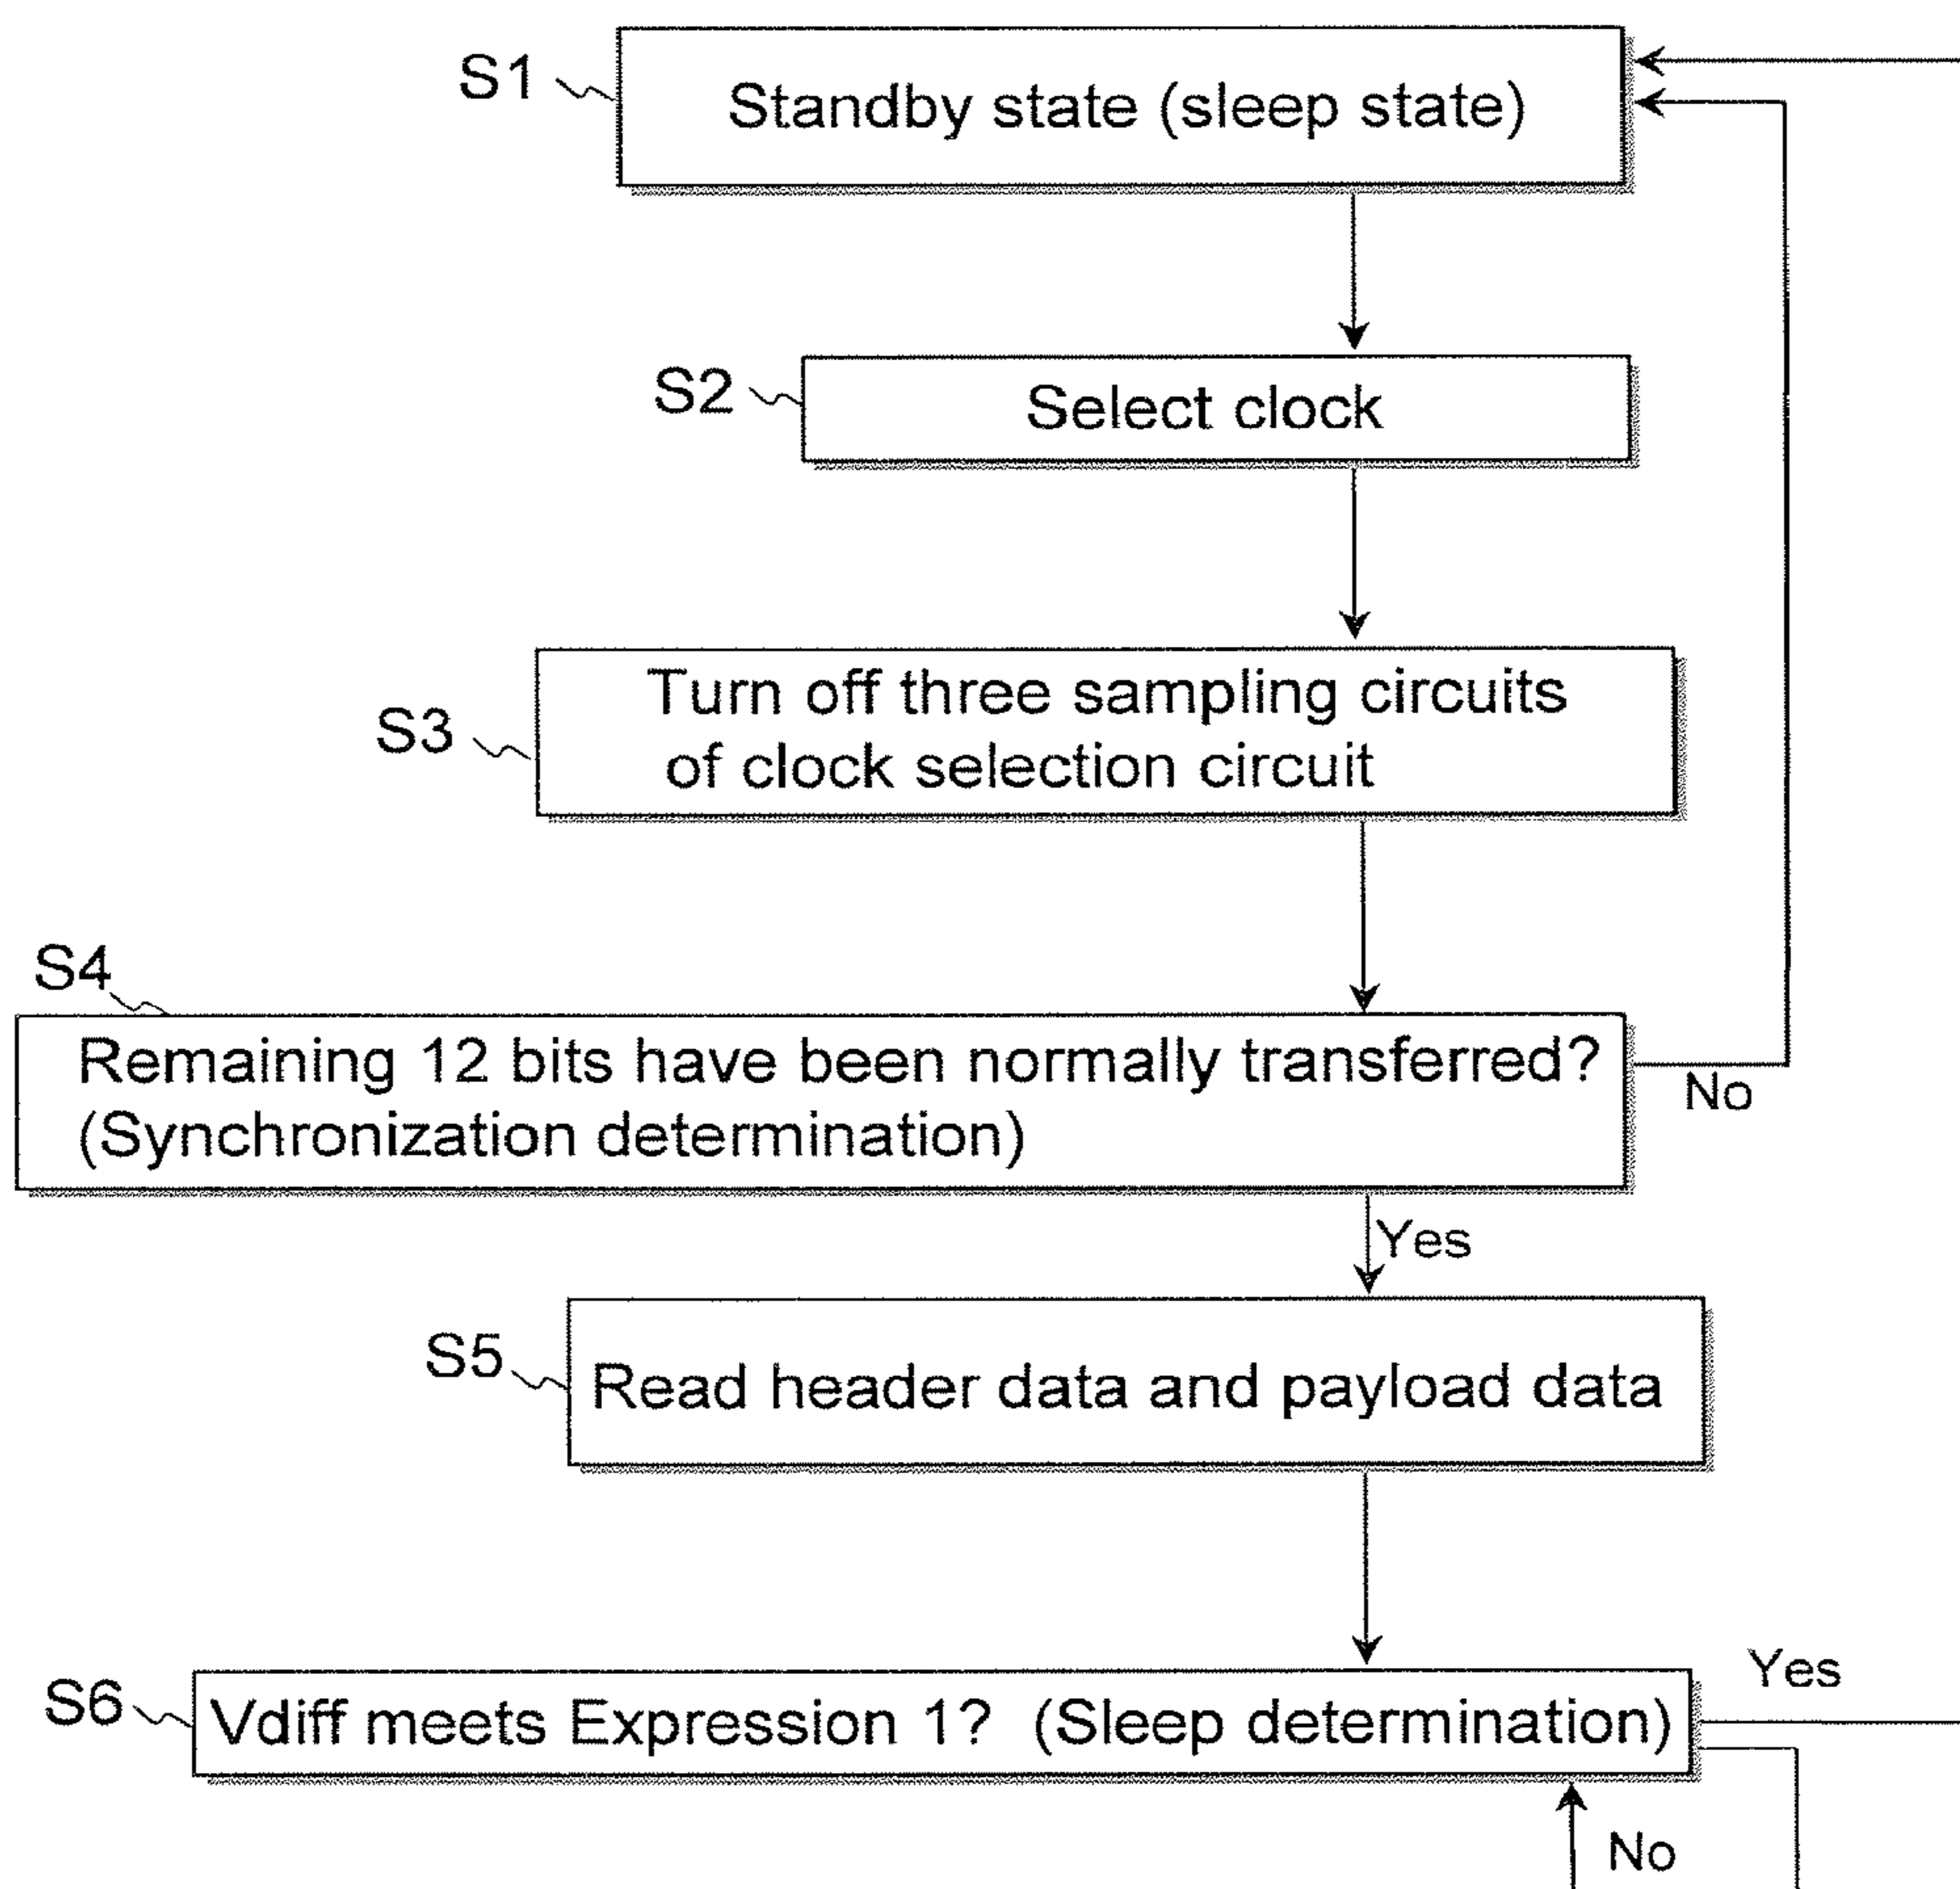 S1
Standby state (sleep state)
S2
Select clock
S3
Turn off three sampling circuits
of clock selection circuit
S4
Remaining 12 bits have been normally transferred?
(Synchronization determination)
No
Yes
S5
Read header data and payload data
S6
Vdiff meets Expression 1? (Sleep determination)
Yes
No